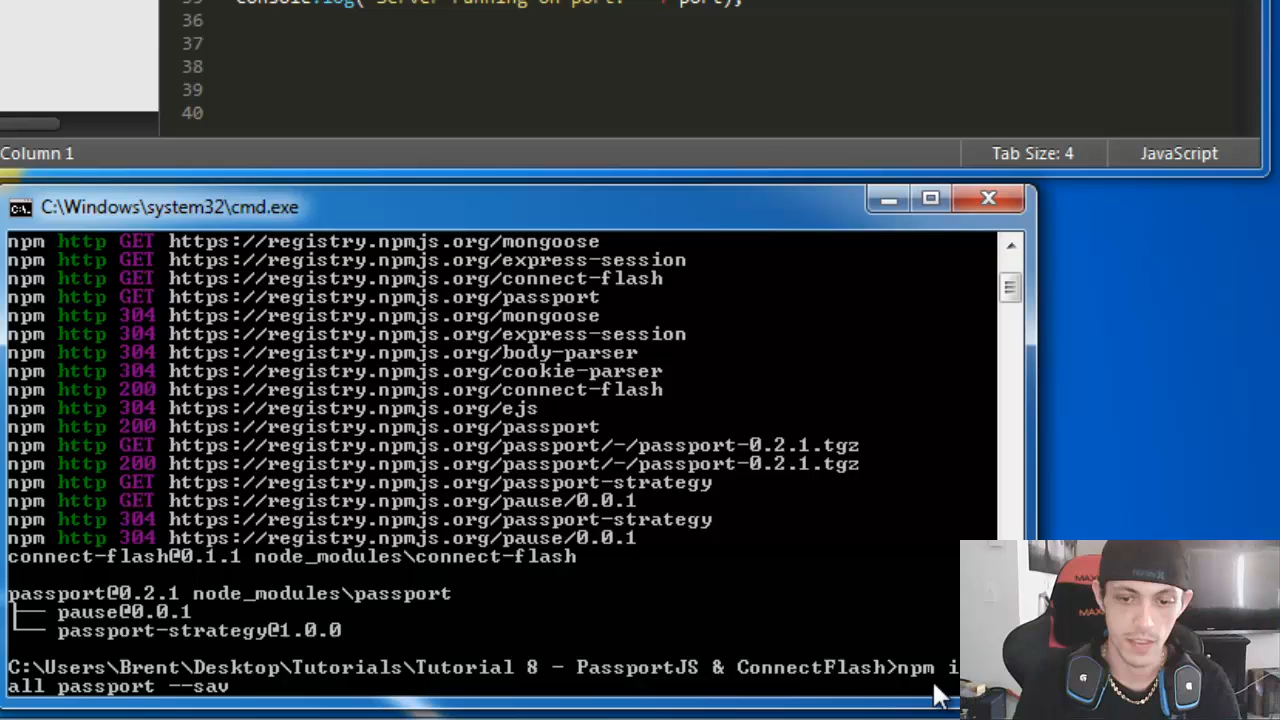 35 console.log("Server running on port: " + port);
36
37
38
39
40
Column 1
Tab Size: 4
JavaScript
C:\Windows\system32\cmd.exe
npm http GET https://registry.npmjs.org/mongoose
npm http GET https://registry.npmjs.org/express-session
npm http GET https://registry.npmjs.org/connect-flash
npm http GET https://registry.npmjs.org/passport
npm http 304 https://registry.npmjs.org/mongoose
npm http 304 https://registry.npmjs.org/express-session
npm http 304 https://registry.npmjs.org/body-parser
npm http 304 https://registry.npmjs.org/cookie-parser
npm http 200 https://registry.npmjs.org/connect-flash
npm http 304 https://registry.npmjs.org/ejs
npm http 200 https://registry.npmjs.org/passport
npm http GET https://registry.npmjs.org/passport/-/passport-0.2.1.tgz
npm http 200 https://registry.npmjs.org/passport/-/passport-0.2.1.tgz
npm http GET https://registry.npmjs.org/passport-strategy
npm http GET https://registry.npmjs.org/pause/0.0.1
npm http 304 https://registry.npmjs.org/passport-strategy
npm http 304 https://registry.npmjs.org/pause/0.0.1
connect-flash@0.1.1 node_modules\connect-flash
passport@0.2.1 node_modules\passport
├── pause@0.0.1
└── passport-strategy@1.0.0
C:\Users\Brent\Desktop\Tutorials\Tutorial 8 - PassportJS & ConnectFlash>npm i
all passport --sav